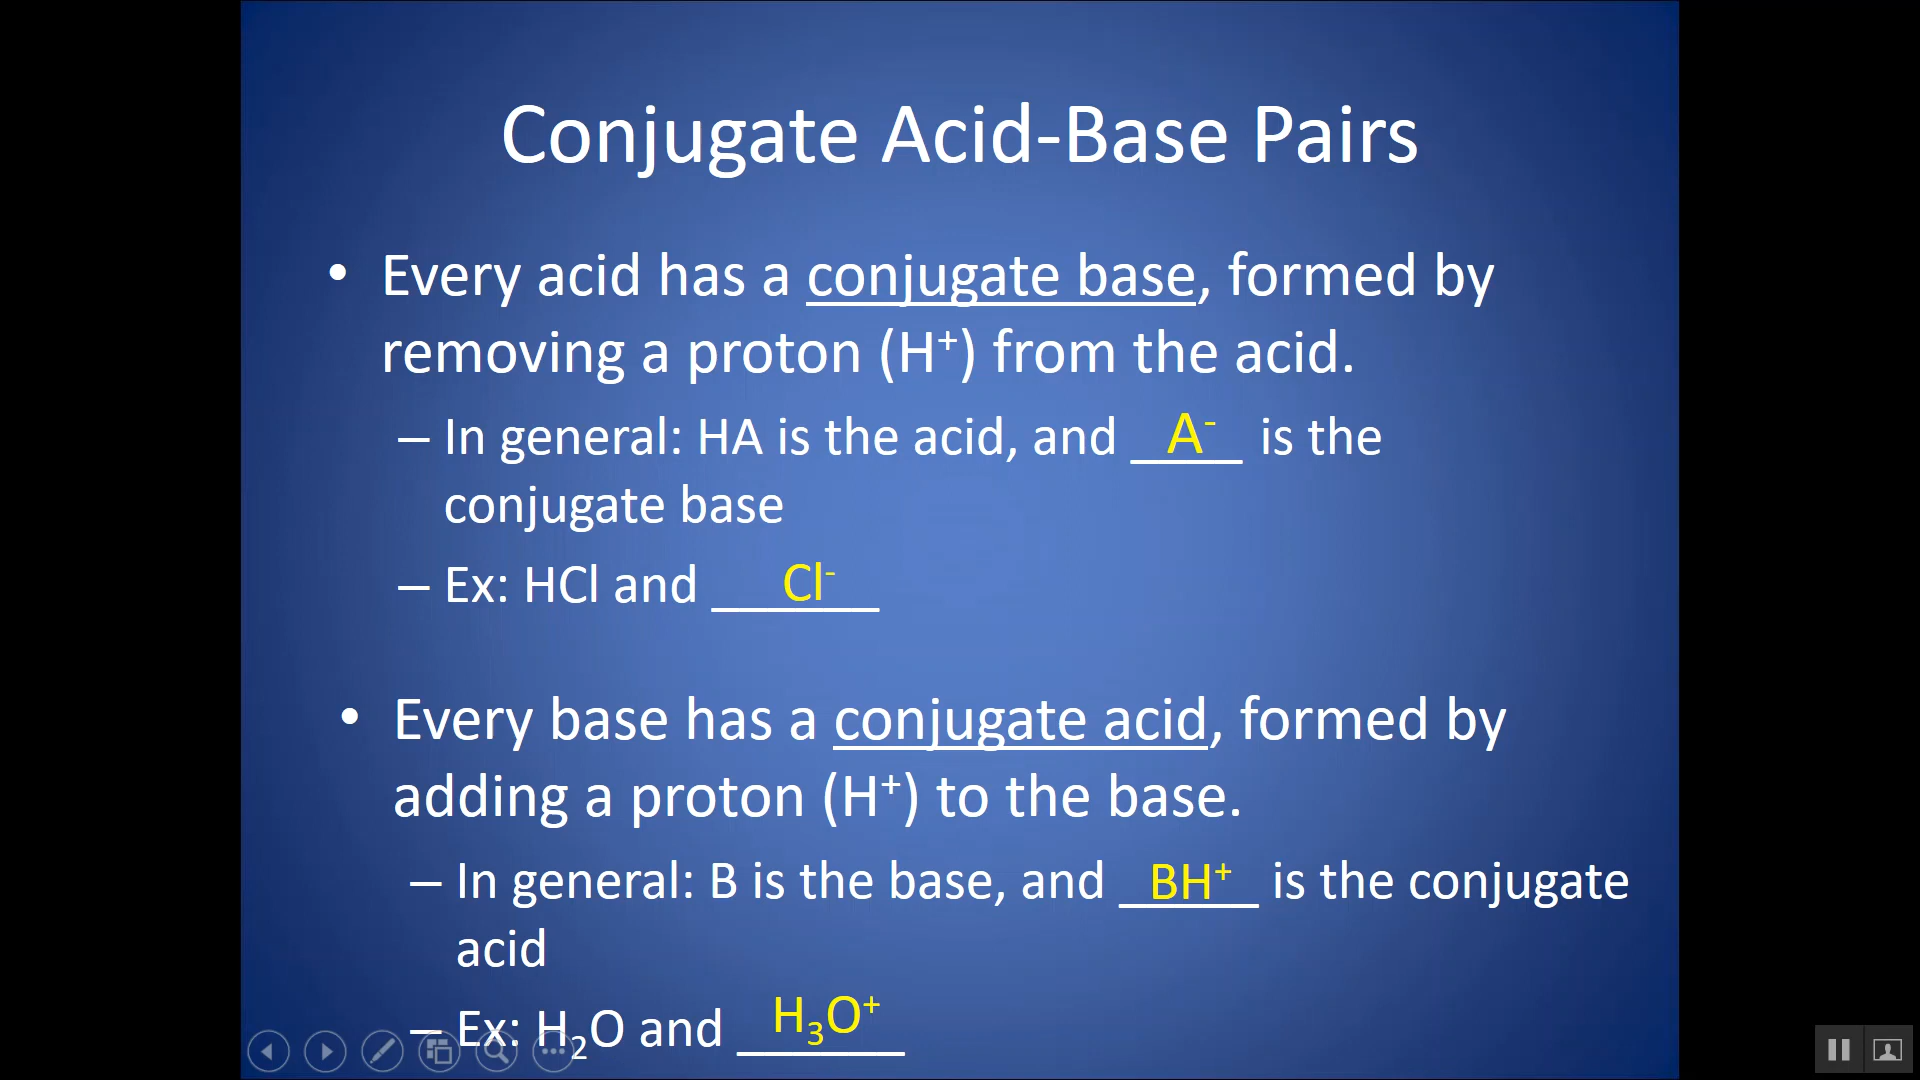 Conjugate Acid-Base Pairs
• Every acid has a conjugate base, formed by
removing a proton (H⁺) from the acid.
– In general: HA is the acid, and A⁻ is the
conjugate base
– Ex: HCl and Cl⁻
• Every base has a conjugate acid, formed by
adding a proton (H⁺) to the base.
– In general: B is the base, and BH⁺ is the conjugate
acid
– Ex: H₂O and H₃O⁺